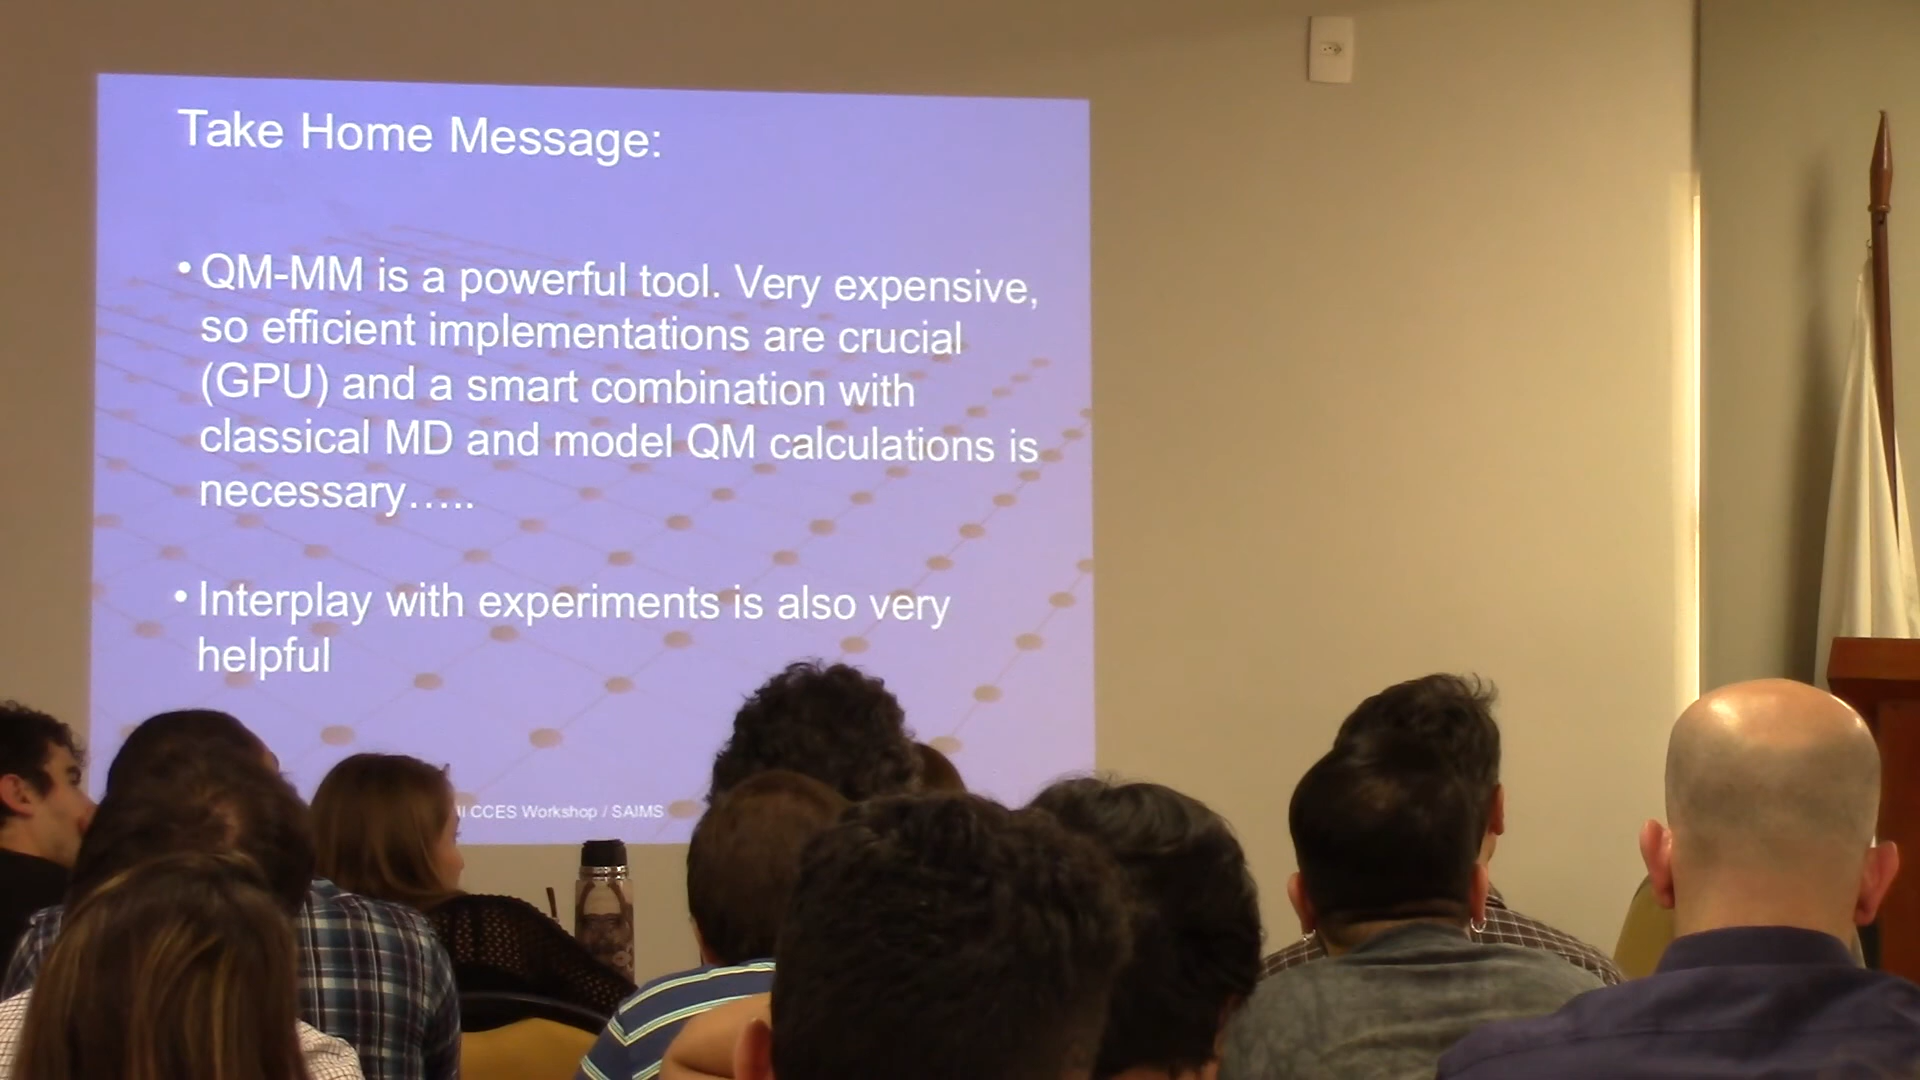 Take Home Message:
• QM-MM is a powerful tool. Very expensive,
so efficient implementations are crucial
(GPU) and a smart combination with
classical MD and model QM calculations is
necessary…..
• Interplay with experiments is also very
helpful
CCES Workshop / SAIMS